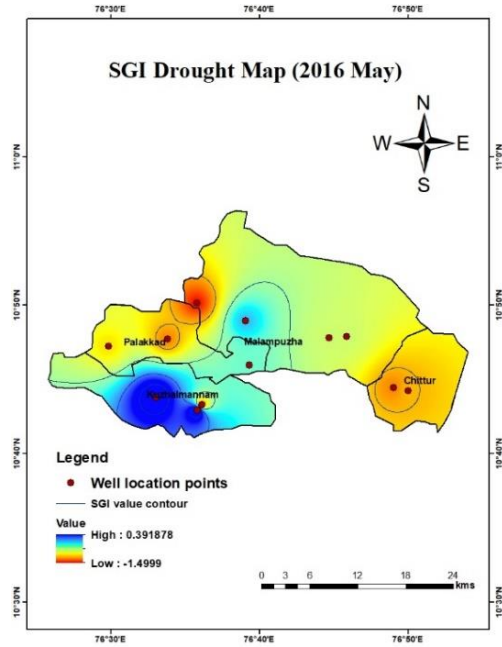 76°30'E 76°40'E 76°50'E
SGI Drought Map (2016 May)
N
W E
S
11°0'N 11°0'N
10°50'N 10°50'N
Palakkad Malampuzha
Chittur
Kuzhalmannam
10°40'N 10°40'N
Legend
Well location points
SGI value contour
Value
High : 0.391878
Low : -1.4999
0 3 6 12 18 24
kms
10°30'N 10°30'N
76°30'E 76°40'E 76°50'E